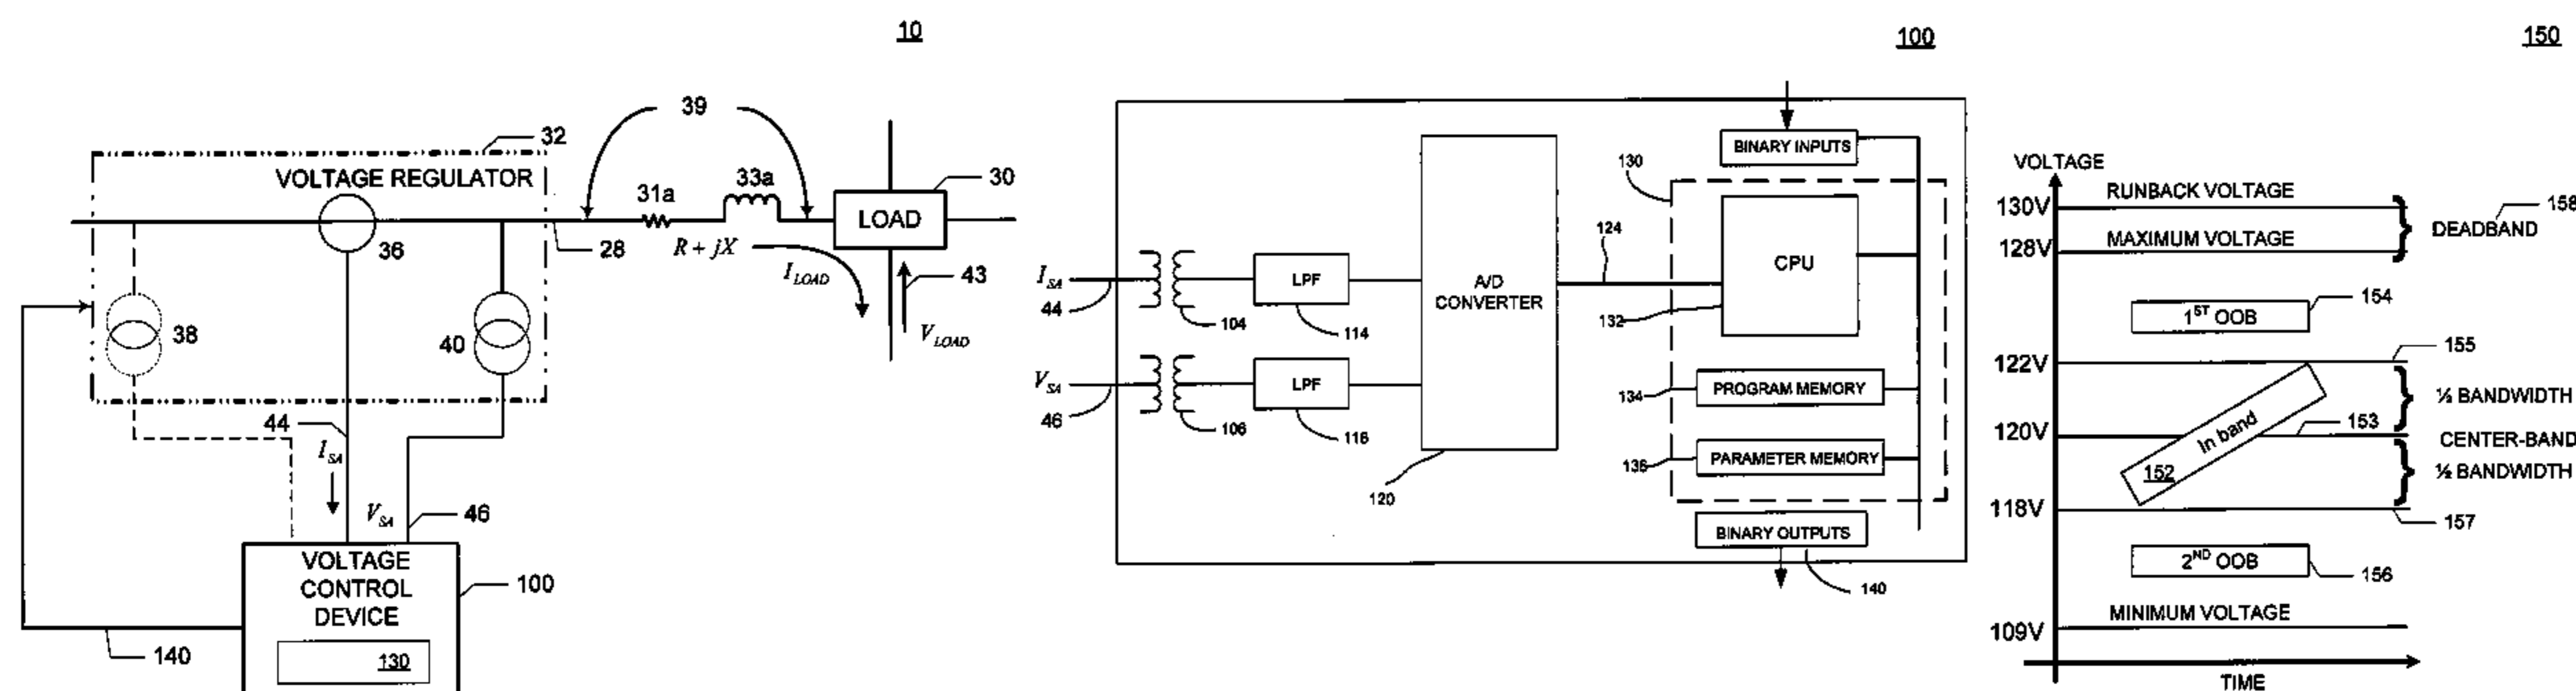 10
32
VOLTAGE REGULATOR
36
38
40
28
39
31a
33a
R + jX
I_LOAD
LOAD
30
43
V_LOAD
44
I_SA
V_SA
46
VOLTAGE
CONTROL
DEVICE
100
130
140
100
I_SA
44
104
LPF
114
V_SA
46
106
LPF
116
A/D
CONVERTER
120
124
BINARY INPUTS
130
CPU
132
PROGRAM MEMORY
134
PARAMETER MEMORY
136
BINARY OUTPUTS
140
150
VOLTAGE
130V
RUNBACK VOLTAGE
128V
MAXIMUM VOLTAGE
158
DEADBAND
1ST OOB
154
122V
155
½ BANDWIDTH
In band
152
120V
153
CENTER-BAND
½ BANDWIDTH
118V
157
2ND OOB
156
MINIMUM VOLTAGE
109V
TIME